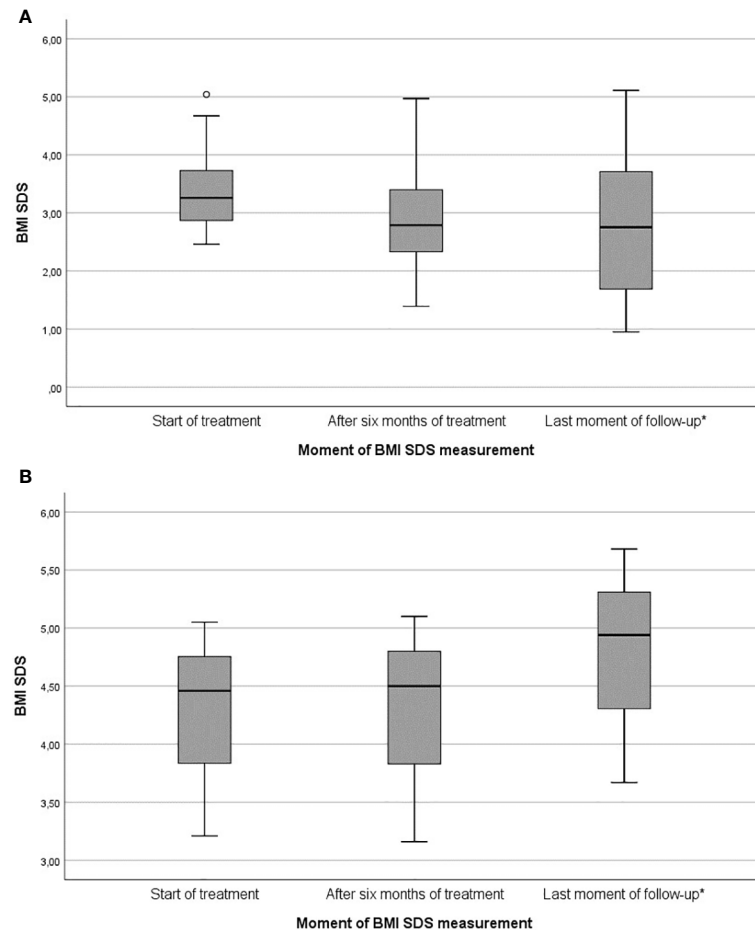 A
6,00
5,00
4,00
3,00
2,00
1,00
,00
BMI SDS
Start of treatment After six months of treatment Last moment of follow-up*
Moment of BMI SDS measurement
B
6,00
5,50
5,00
4,50
4,00
3,50
3,00
BMI SDS
Start of treatment After six months of treatment Last moment of follow-up*
Moment of BMI SDS measurement